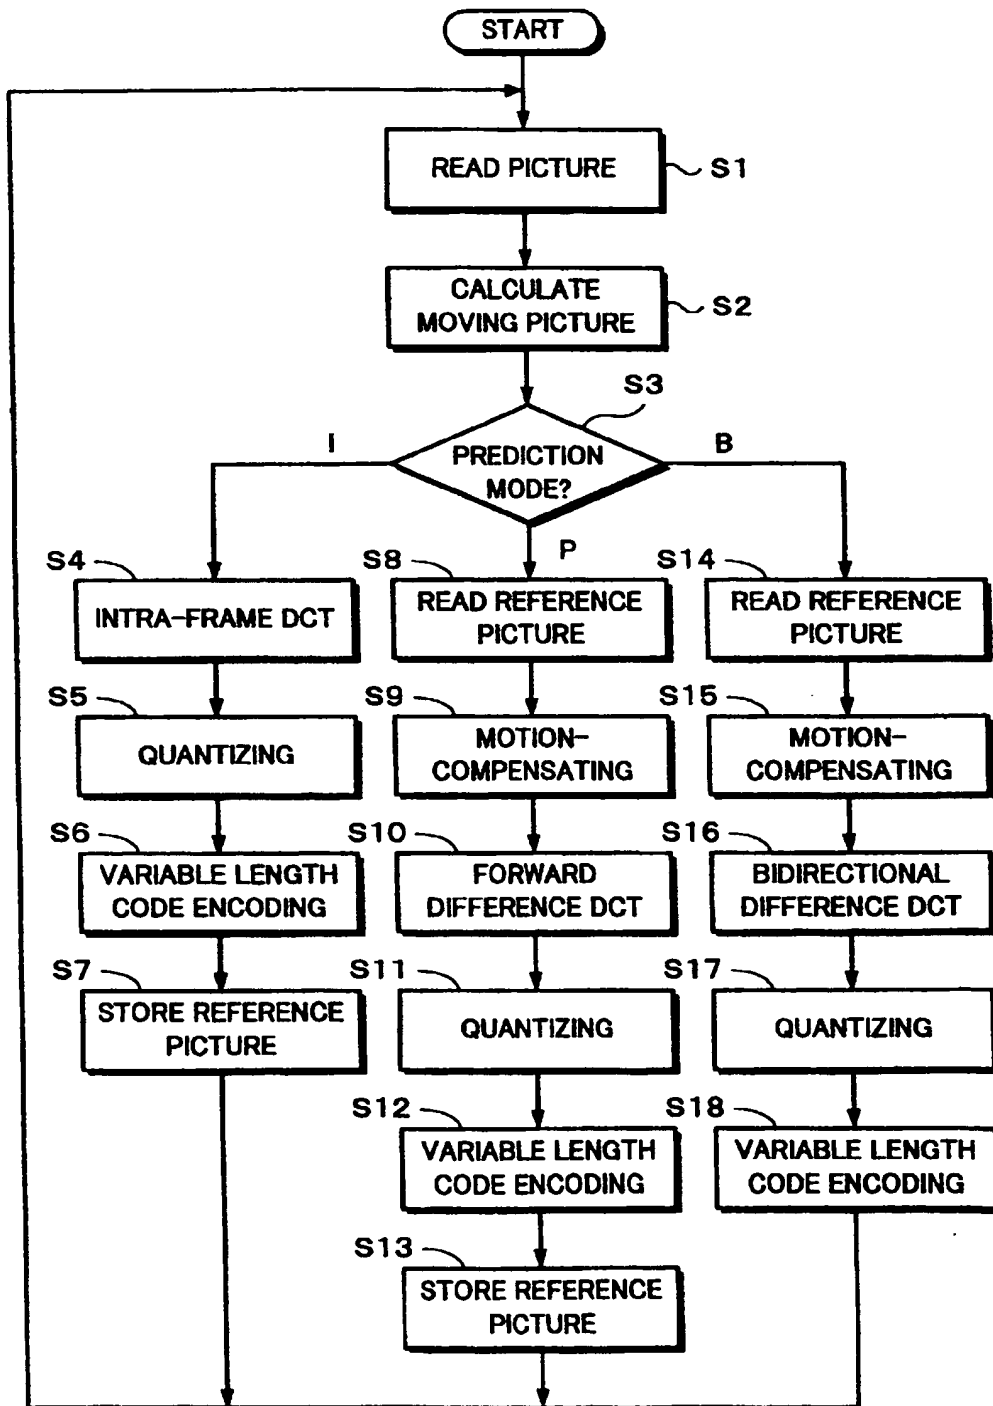 START
READ PICTURE
S1
CALCULATE
MOVING PICTURE
S2
S3
PREDICTION
MODE?
I
B
P
S4
INTRA-FRAME DCT
S8
READ REFERENCE
PICTURE
S14
READ REFERENCE
PICTURE
S5
QUANTIZING
S9
MOTION-
COMPENSATING
S15
MOTION-
COMPENSATING
S6
VARIABLE LENGTH
CODE ENCODING
S10
FORWARD
DIFFERENCE DCT
S16
BIDIRECTIONAL
DIFFERENCE DCT
S7
STORE REFERENCE
PICTURE
S11
QUANTIZING
S17
QUANTIZING
S12
VARIABLE LENGTH
CODE ENCODING
S18
VARIABLE LENGTH
CODE ENCODING
S13
STORE REFERENCE
PICTURE